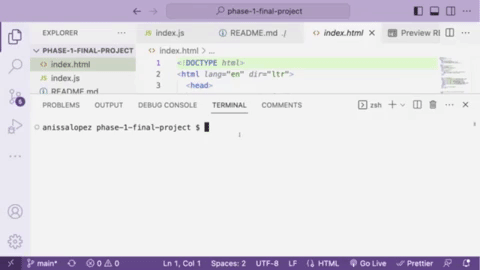 phase-1-final-project
EXPLORER
index.js
README.md ./
index.html
Preview RE
PHASE-1-FINAL-PROJECT
index.html > ...
index.html
index.js
README.md
1 <!DOCTYPE html>
2 <html lang="en" dir="ltr">
3 <head>
PROBLEMS OUTPUT DEBUG CONSOLE TERMINAL COMMENTS
zsh
anissalopez phase-1-final-project $
5
main* 0 0 Ln 1, Col 1 Spaces: 2 UTF-8 LF {} HTML Go Live Prettier